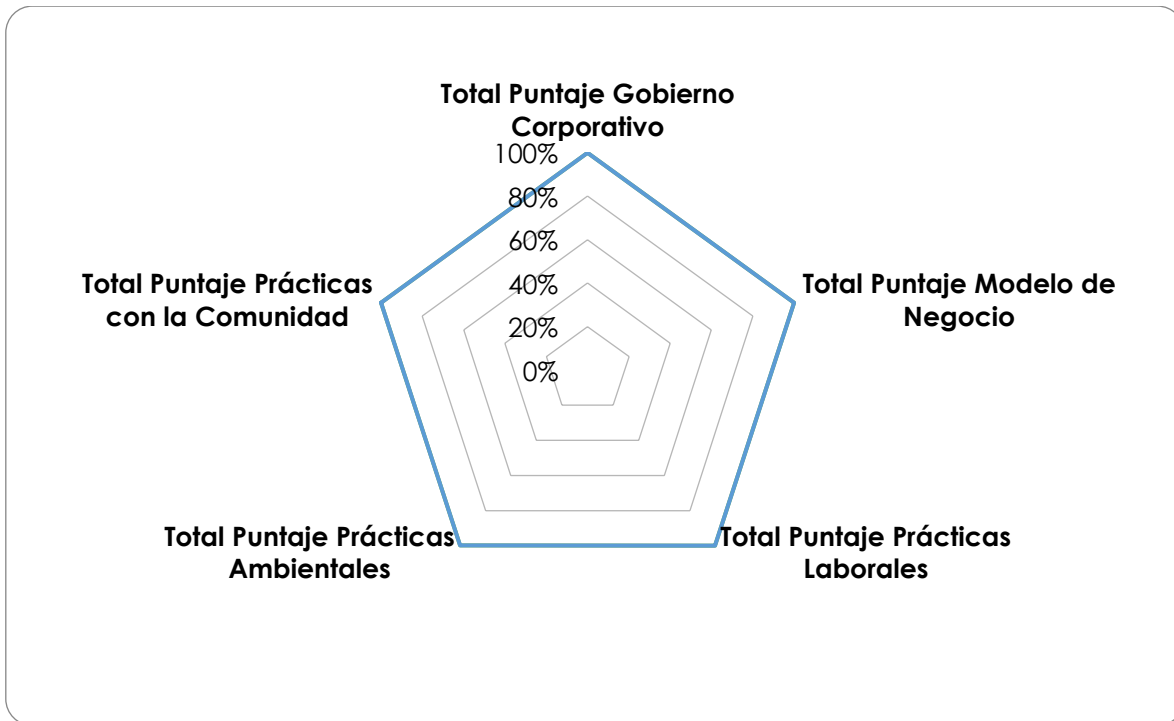 Total Puntaje Gobierno
Corporativo
100%
80%
60%
40%
20%
0%
Total Puntaje Modelo de
Negocio
Total Puntaje Prácticas
Laborales
Total Puntaje Prácticas
Ambientales
Total Puntaje Prácticas
con la Comunidad